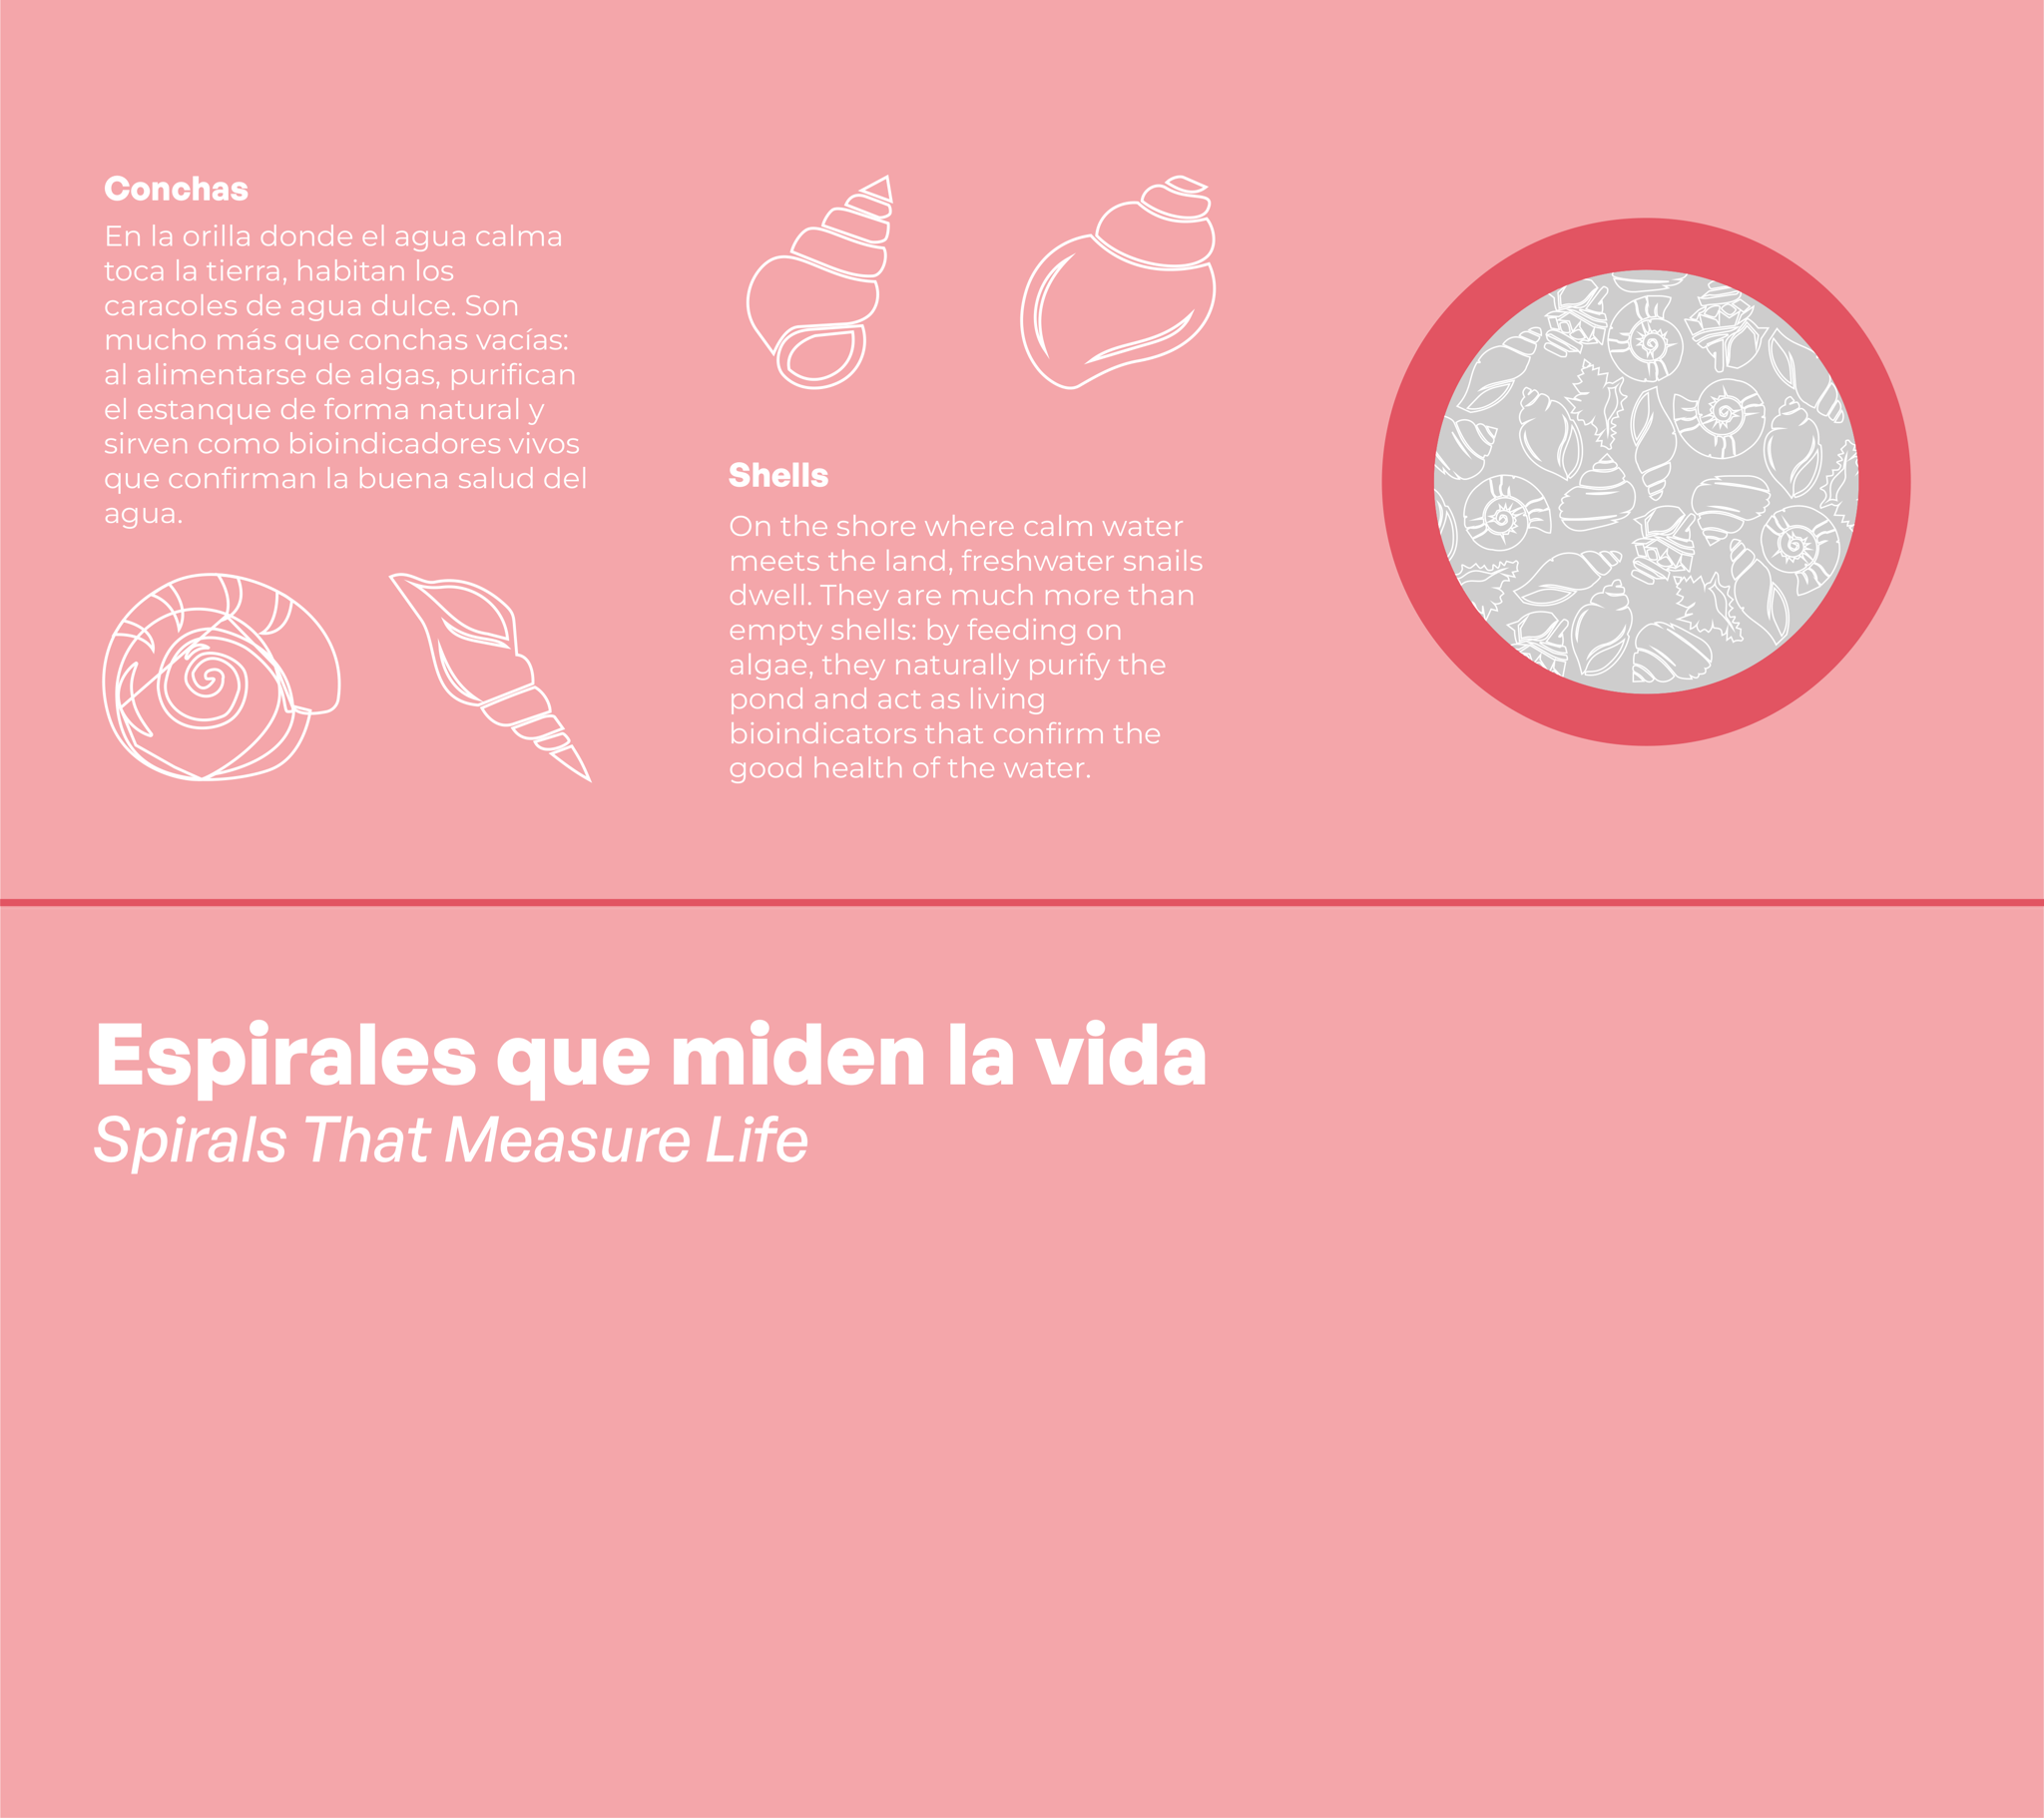 Conchas
En la orilla donde el agua calma
toca la tierra, habitan los
caracoles de agua dulce. Son
mucho más que conchas vacías:
al alimentarse de algas, purifican
el estanque de forma natural y
sirven como bioindicadores vivos
que confirman la buena salud del
agua.
Shells
On the shore where calm water
meets the land, freshwater snails
dwell. They are much more than
empty shells: by feeding on
algae, they naturally purify the
pond and act as living
bioindicators that confirm the
good health of the water.
Espirales que miden la vida
Spirals That Measure Life